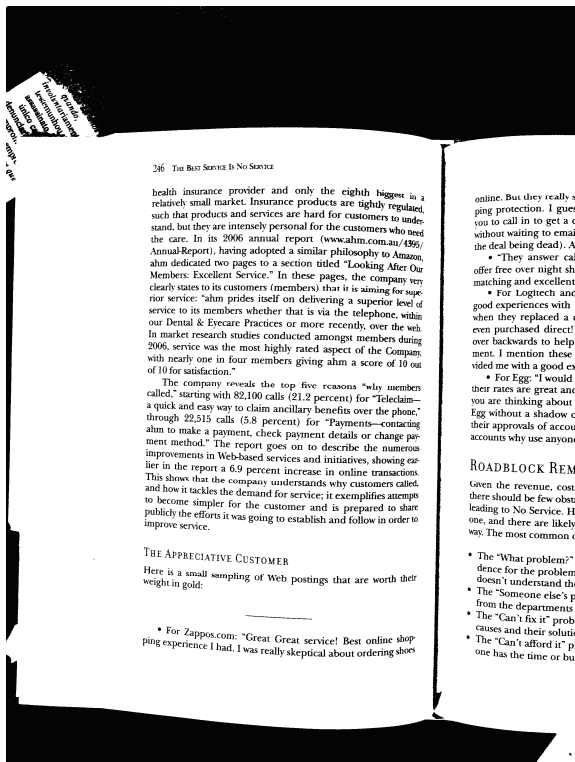 quando,
involuntariamente
testemunhou
assassinato
único
denuncia
246 THE BEST SERVICE IS NO SERVICE
health insurance provider and only the eighth biggest in a
relatively small market. Insurance products are tightly regulated,
such that products and services are hard for customers to under-
stand, but they are intensely personal for the customers who need
the care. In its 2006 annual report (www.ahm.com.au/4395/
Annual-Report), having adopted a similar philosophy to Amazon,
ahm dedicated two pages to a section titled "Looking After Our
Members: Excellent Service." In these pages, the company very
clearly states to its customers (members) that it is aiming for supe-
rior service: "ahm prides itself on delivering a superior level of
service to its members whether that is via the telephone, within
our Dental & Eyecare Practices or more recently, over the web.
In market research studies conducted amongst members during
2006, service was the most highly rated aspect of the Company,
with nearly one in four members giving ahm a score of 10 out
of 10 for satisfaction."
The company reveals the top five reasons "why members
called," starting with 82,100 calls (21.2 percent) for "Teleclaim—
a quick and easy way to claim ancillary benefits over the phone,"
through 22,515 calls (5.8 percent) for "Payments—contacting
ahm to make a payment, check payment details or change pay-
ment method." The report goes on to describe the numerous
improvements in Web-based services and initiatives, showing ear-
lier in the report a 6.9 percent increase in online transactions.
This shows that the company understands why customers called,
and how it tackles the demand for service; it exemplifies attempts
to become simpler for the customer and is prepared to share
publicly the efforts it was going to establish and follow in order to
improve service.
THE APPRECIATIVE CUSTOMER
Here is a small sampling of Web postings that are worth their
weight in gold:
• For Zappos.com: "Great Great service! Best online shop-
ping experience I had. I was really skeptical about ordering shoes
online. But they really s
ping protection. I gues
you to call in to get a
without waiting to emai
the deal being dead). A
• "They answer cal
offer free over night sh
matching and excellent
• For Logitech and
good experiences with
when they replaced a
even purchased direct!
over backwards to help
ment. I mention these
vided me with a good ex
• For Egg: "I would
their rates are great and
you are thinking about
Egg without a shadow
their approvals of accou
accounts why use anyone
ROADBLOCK REM
Given the revenue, cost
there should be few obst
leading to No Service. H
one, and there are likely
way. The most common
• The "What problem?"
dence for the problem
doesn't understand the
• The "Someone else's p
from the departments
• The "Can't fix it" prob
causes and their solutio
• The "Can't afford it" p
one has the time or bu